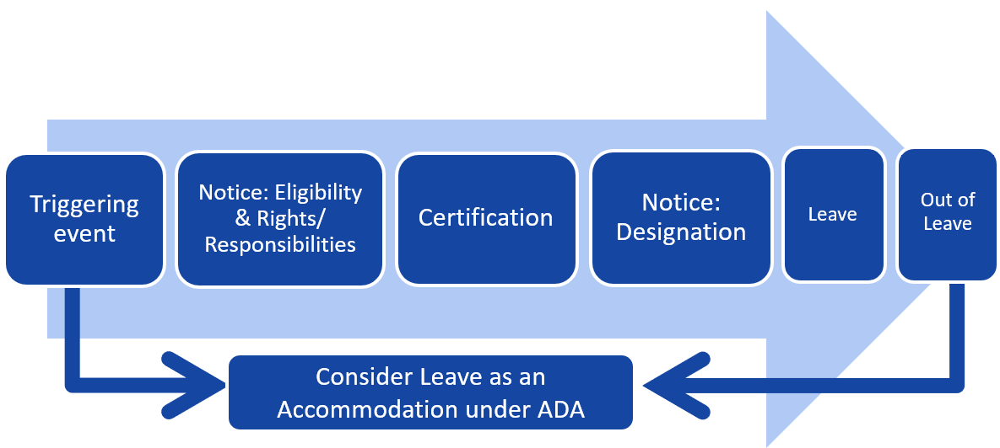 Triggering
event
Notice: Eligibility
& Rights/
Responsibilities
Certification
Notice:
Designation
Leave
Out of
Leave
Consider Leave as an
Accommodation under ADA